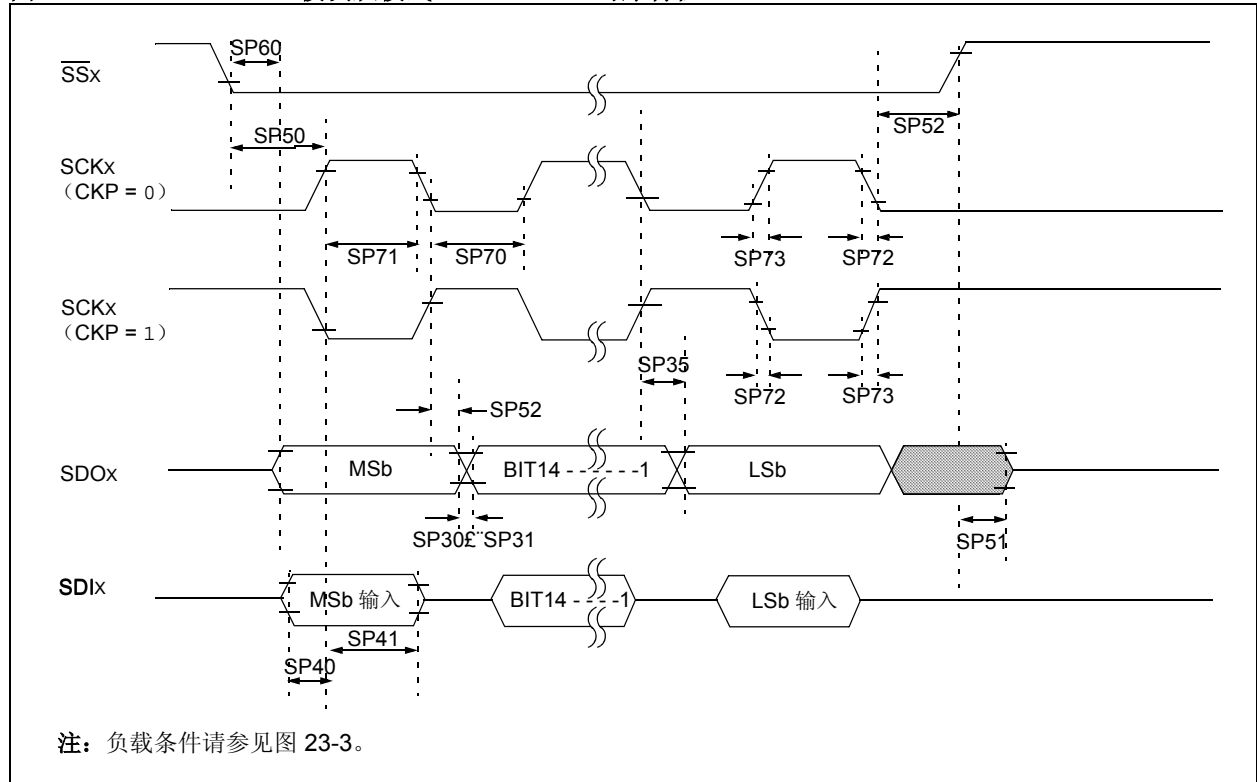 SP60
SSX
SP52
SP50
SCKX
（CKP = 0）
SP71
SP70
SP73
SP72
SCKX
（CKP = 1）
SP35
SP72
SP73
SP52
SDOX
MSb
BIT14 - - - - - -1
LSb
SP30£¨SP31
SP51
SDIX
MSb 输入
BIT14 - - - -1
LSb 输入
SP41
SP40
注：负载条件请参见图 23-3。